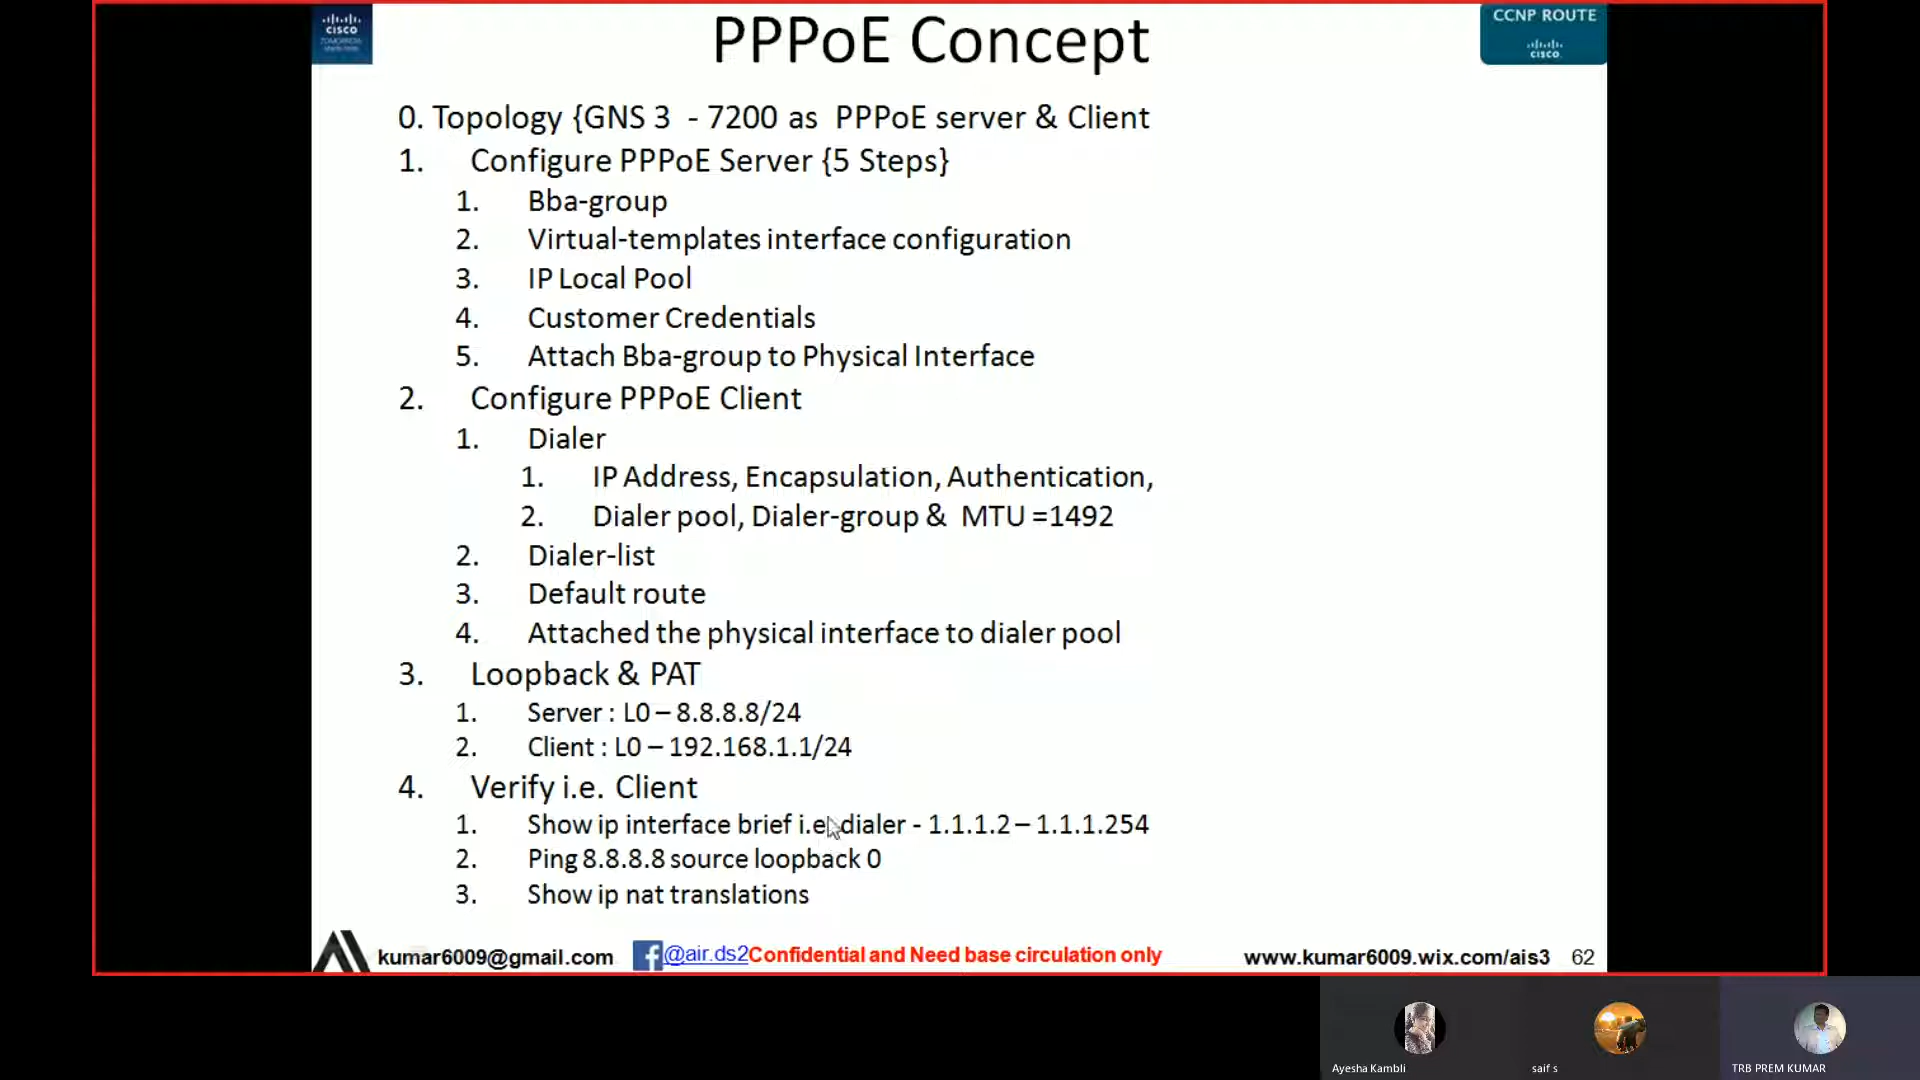 CISCO
PPPoE Concept
CCNP ROUTE
CISCO
0. Topology {GNS 3 - 7200 as PPPoE server & Client
1. Configure PPPoE Server {5 Steps}
1. Bba-group
2. Virtual-templates interface configuration
3. IP Local Pool
4. Customer Credentials
5. Attach Bba-group to Physical Interface
2. Configure PPPoE Client
1. Dialer
1. IP Address, Encapsulation, Authentication,
2. Dialer pool, Dialer-group & MTU =1492
2. Dialer-list
3. Default route
4. Attached the physical interface to dialer pool
3. Loopback & PAT
1. Server : L0 – 8.8.8.8/24
2. Client : L0 – 192.168.1.1/24
4. Verify i.e. Client
1. Show ip interface brief i.e. dialer - 1.1.1.2 – 1.1.1.254
2. Ping 8.8.8.8 source loopback 0
3. Show ip nat translations
kumar6009@gmail.com @air.ds2 Confidential and Need base circulation only www.kumar6009.wix.com/ais3 62
Ayesha Kambli saif s TRB PREM KUMAR